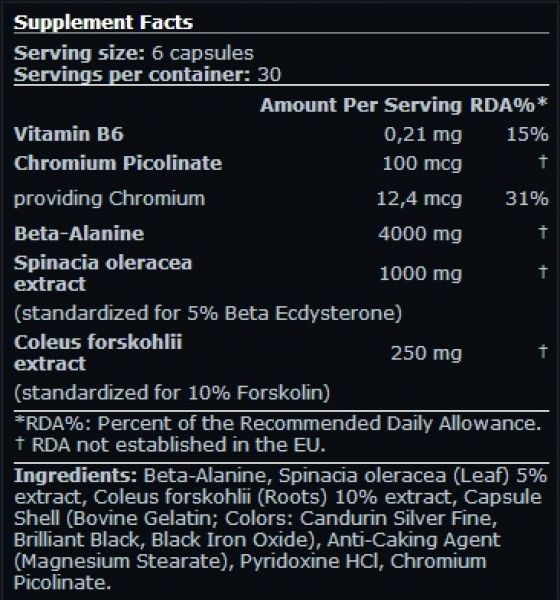 Supplement Facts
Serving size: 6 capsules
Servings per container: 30
Amount Per Serving RDA%*
Vitamin B6 0,21 mg 15%
Chromium Picolinate 100 mcg †
providing Chromium 12,4 mcg 31%
Beta-Alanine 4000 mg †
Spinacia oleracea
extract 1000 mg †
(standardized for 5% Beta Ecdysterone)
Coleus forskohlii
extract 250 mg †
(standardized for 10% Forskolin)
*RDA%: Percent of the Recommended Daily Allowance.
† RDA not established in the EU.
Ingredients: Beta-Alanine, Spinacia oleracea (Leaf) 5%
extract, Coleus forskohlii (Roots) 10% extract, Capsule
Shell (Bovine Gelatin; Colors: Candurin Silver Fine,
Brilliant Black, Black Iron Oxide), Anti-Caking Agent
(Magnesium Stearate), Pyridoxine HCl, Chromium
Picolinate.